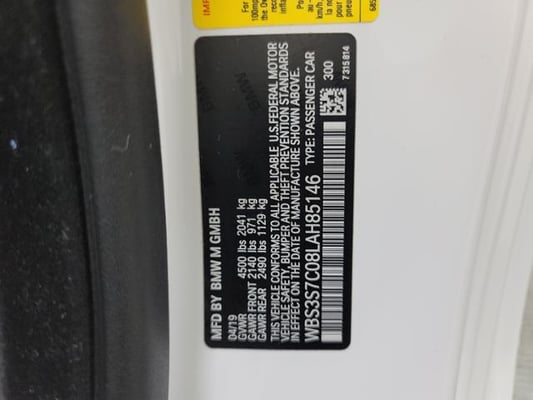 MFD BY BMW M GMBH
04/19
GVWR 4500 lbs 2041 kg
GAWR FRONT 2140 lbs 971 kg
GAWR REAR 2490 lbs 1129 kg
THIS VEHICLE CONFORMS TO ALL APPLICABLE U.S.FEDERAL MOTOR
VEHICLE SAFETY, BUMPER AND THEFT PREVENTION STANDARDS
IN EFFECT ON THE DATE OF MANUFACTURE SHOWN ABOVE.
WBS3S7C08LAH85146 TYPE: PASSENGER CAR
300
7315814